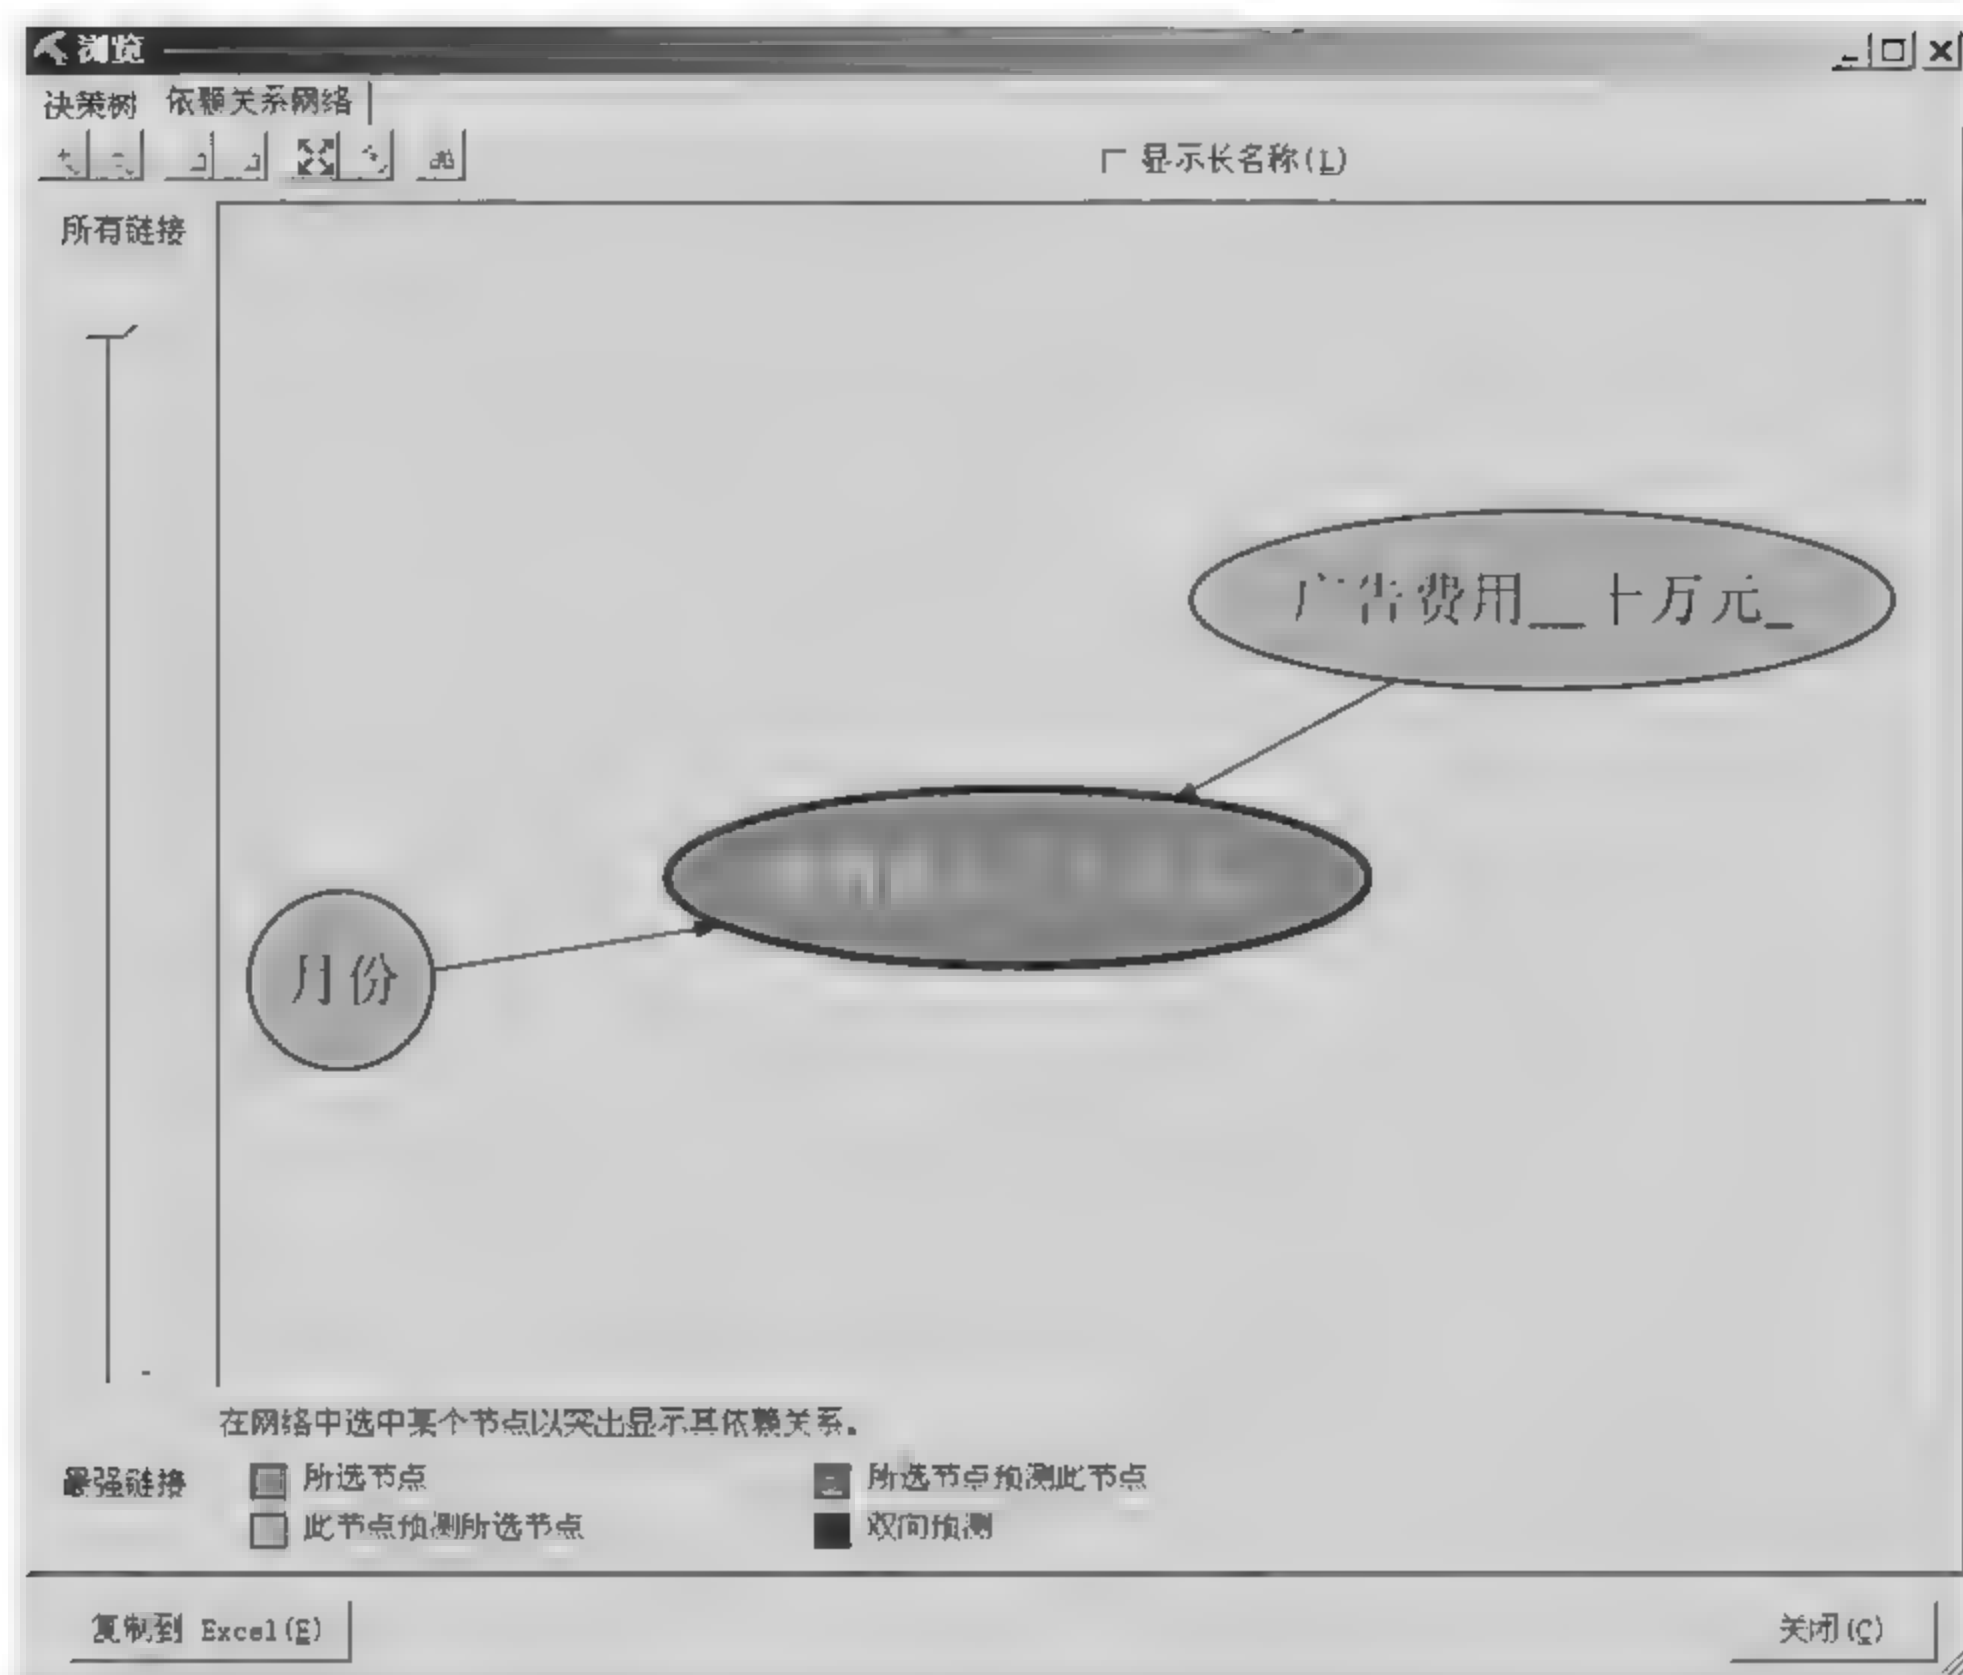 浏览
决策树 依赖关系网络
显示长名称(L)
所有链接
广告费用__十万元_
月份
在网络中选中某个节点以突出显示其依赖关系。
最强链接
所选节点 所选节点预测此节点
此节点预测所选节点 双向预测
复制到 Excel(E) 关闭(C)